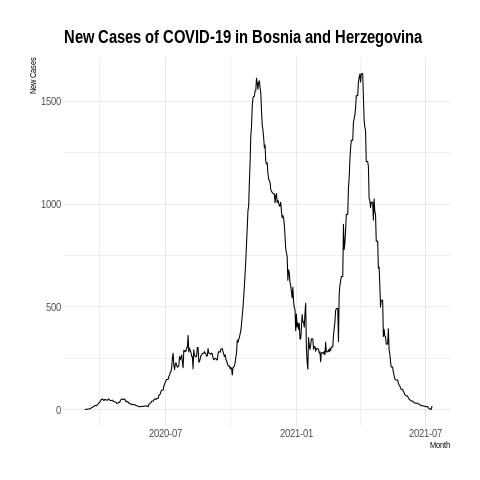 New Cases of COVID-19 in Bosnia and Herzegovina
New Cases
1500
1000
500
0
2020-07
2021-01
2021-07
Month